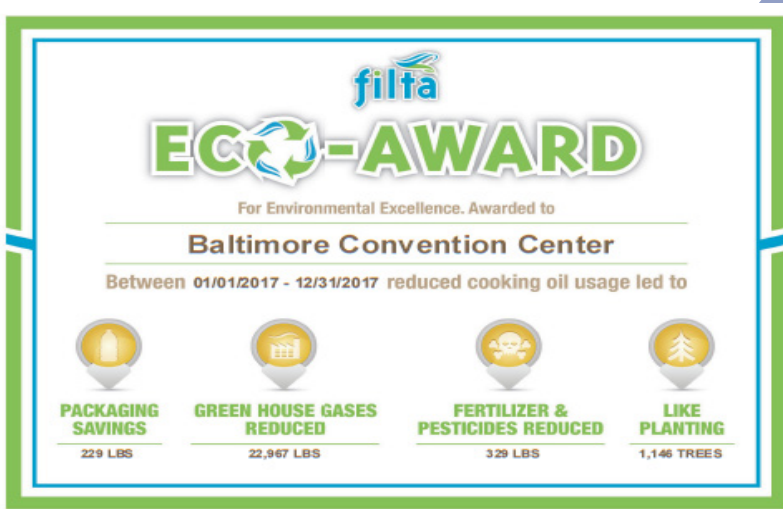 filta
ECO-AWARD
For Environmental Excellence. Awarded to
Baltimore Convention Center
Between 01/01/2017 - 12/31/2017 reduced cooking oil usage led to
PACKAGING
SAVINGS
229 LBS
GREEN HOUSE GASES
REDUCED
22,967 LBS
FERTILIZER &
PESTICIDES REDUCED
329 LBS
LIKE
PLANTING
1,146 TREES